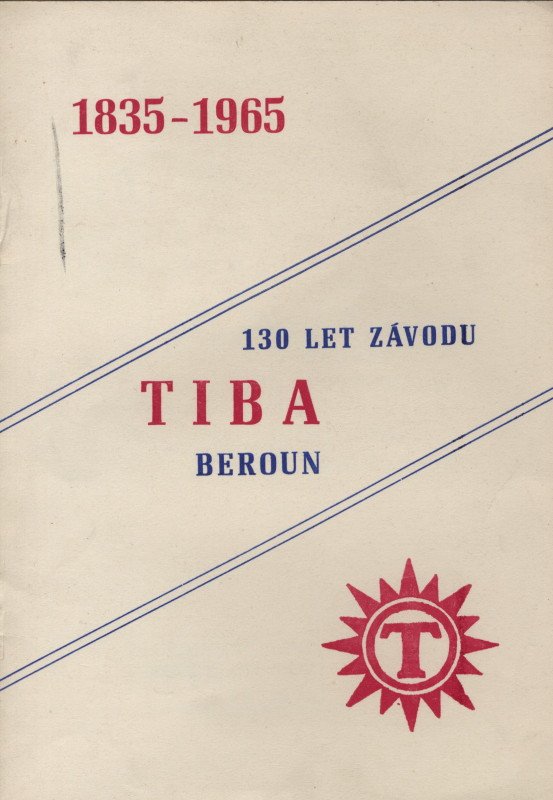 1835-1965
130 LET ZÁVODU
TIBA
BEROUN
T